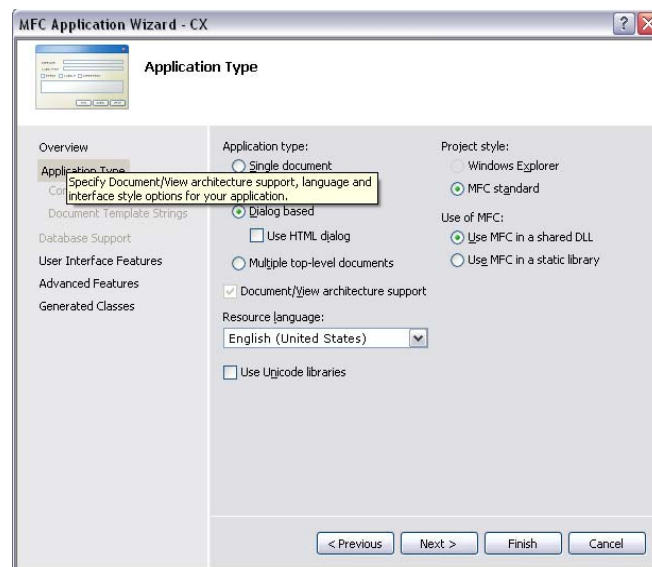 MFC Application Wizard - CX
Application Type
Overview
Application Type
Specify Document/View architecture support, language and
interface style options for your application.
Document Template Strings
Database Support
User Interface Features
Advanced Features
Generated Classes
Application type:
Single document
Dialog based
Use HTML dialog
Multiple top-level documents
Document/View architecture support
Resource language:
English (United States)
Use Unicode libraries
Project style:
Windows Explorer
MFC standard
Use of MFC:
Use MFC in a shared DLL
Use MFC in a static library
< Previous
Next >
Finish
Cancel